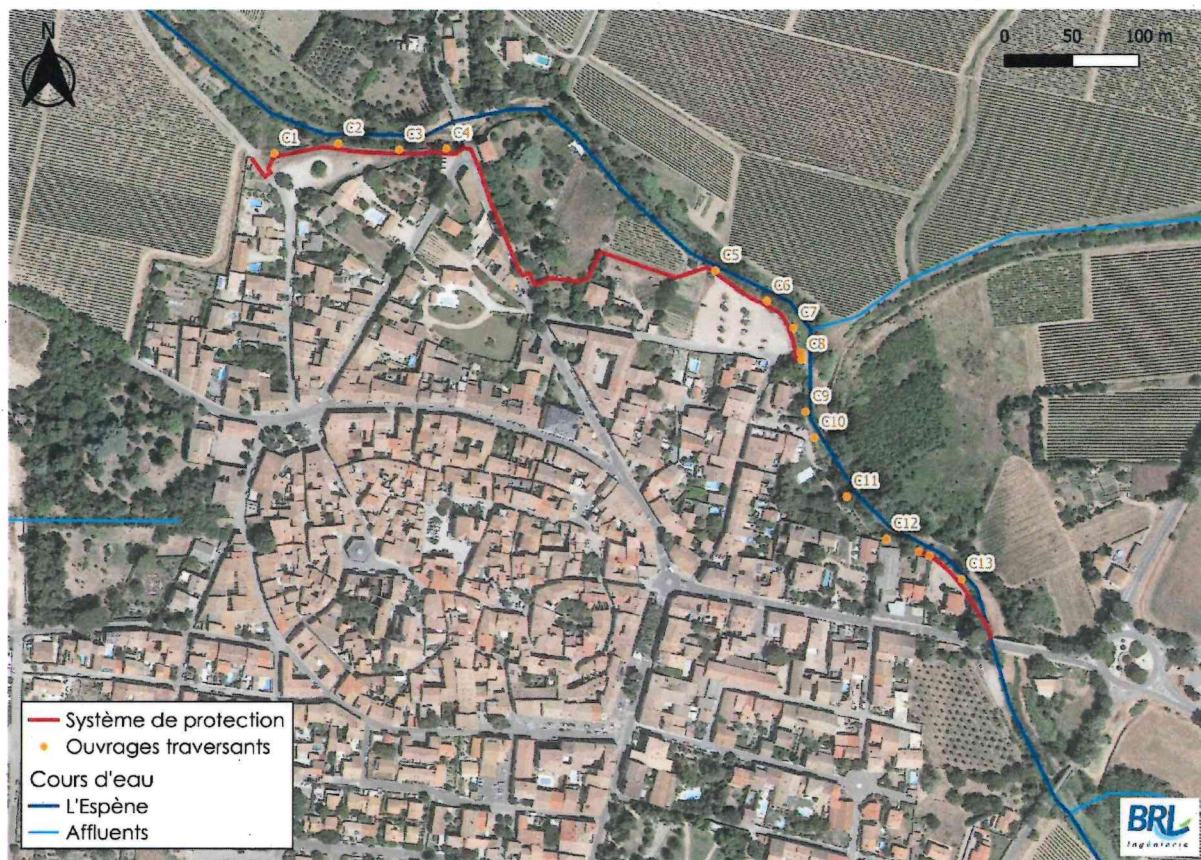 N
0 50 100 m
C1
C2
C3
C4
C5
C6
C7
C8
C9
C10
C11
C12
C13
Système de protection
Ouvrages traversants
Cours d'eau
L'Espène
Affluents
BRL
Ingénierie